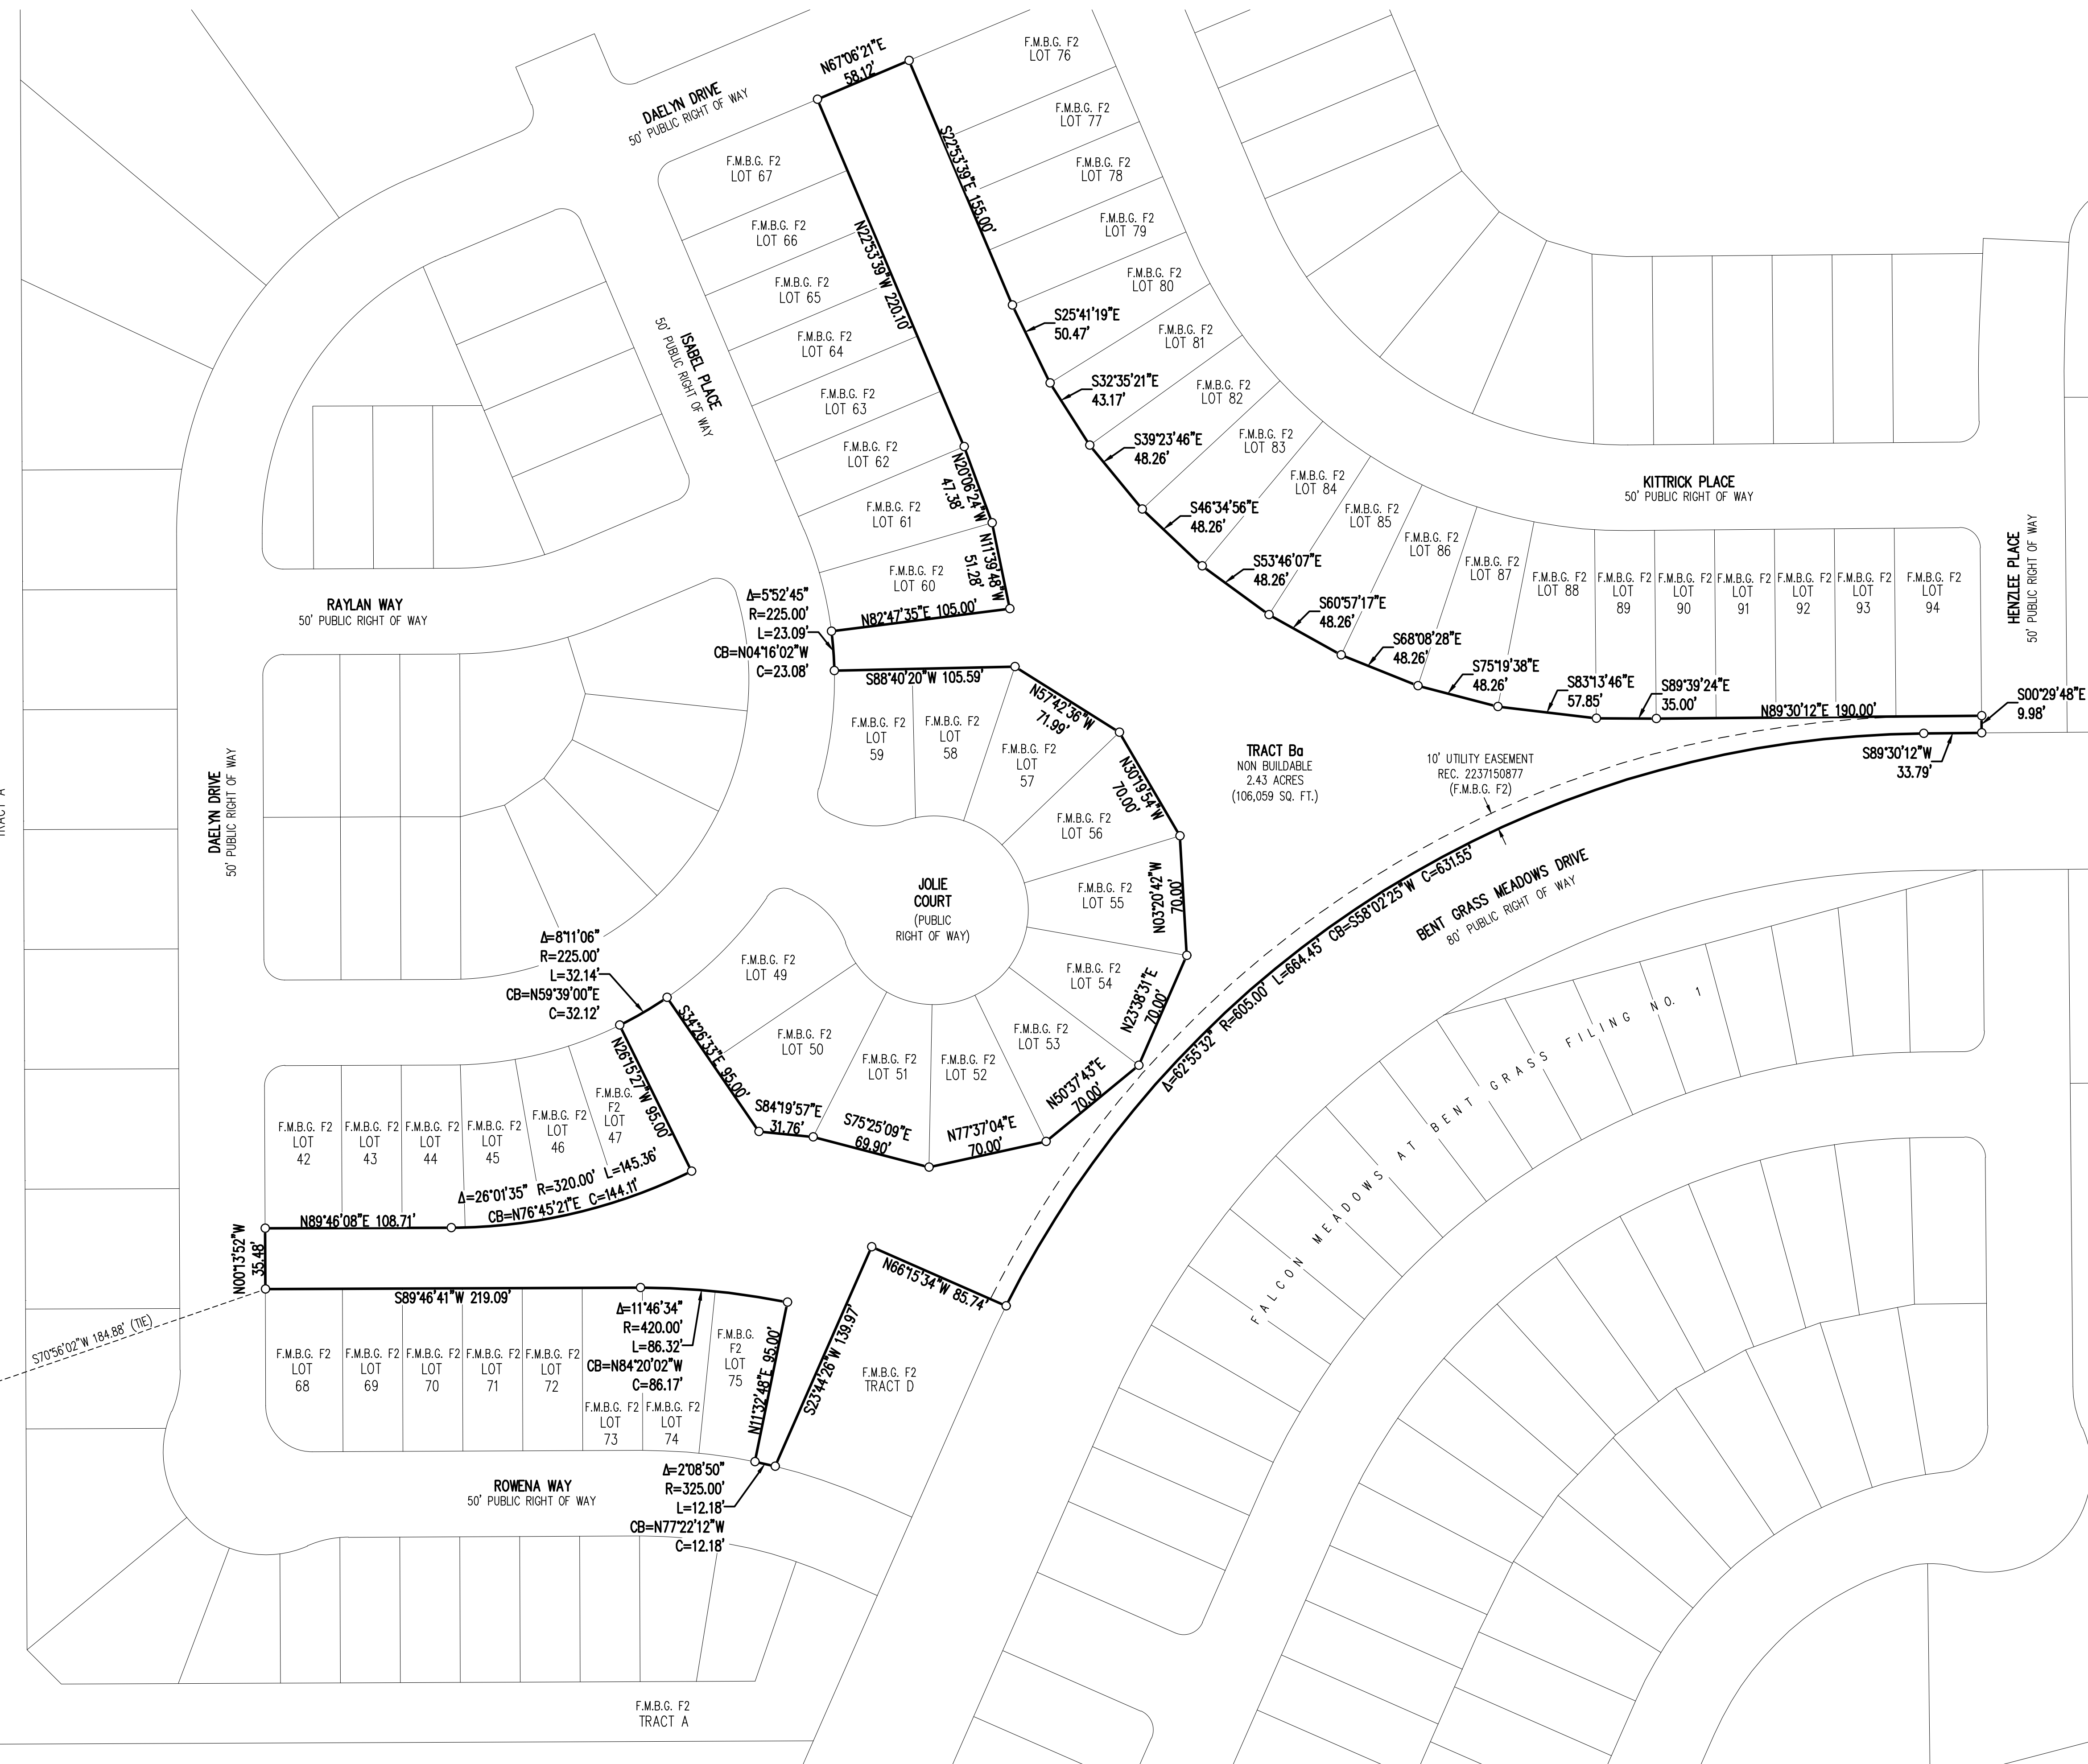 N67°06'21"E
58.12'
DAELYN DRIVE
50' PUBLIC RIGHT OF WAY
F.M.B.G. F2
LOT 76
F.M.B.G. F2
LOT 77
F.M.B.G. F2
LOT 78
F.M.B.G. F2
LOT 79
F.M.B.G. F2
LOT 80
F.M.B.G. F2
LOT 81
F.M.B.G. F2
LOT 82
F.M.B.G. F2
LOT 83
F.M.B.G. F2
LOT 84
F.M.B.G. F2
LOT 85
F.M.B.G. F2
LOT 86
F.M.B.G. F2
LOT 87
F.M.B.G. F2
LOT 88
F.M.B.G. F2
LOT
89
F.M.B.G. F2
LOT
90
F.M.B.G. F2
LOT
91
F.M.B.G. F2
LOT
92
F.M.B.G. F2
LOT
93
F.M.B.G. F2
LOT
94
S22°53'39"E 155.00'
S25°41'19"E
50.47'
S32°35'21"E
43.17'
S39°23'46"E
48.26'
S46°34'56"E
48.26'
S53°46'07"E
48.26'
S60°57'17"E
48.26'
S68°08'28"E
48.26'
S75°19'38"E
48.26'
S83°13'46"E
57.85'
S89°39'24"E
35.00'
N89°30'12"E 190.00'
S00°29'48"E
9.98'
S89°30'12"W
33.79'
KITTRICK PLACE
50' PUBLIC RIGHT OF WAY
HENZLEE PLACE
50' PUBLIC RIGHT OF WAY
F.M.B.G. F2
LOT 67
F.M.B.G. F2
LOT 66
F.M.B.G. F2
LOT 65
F.M.B.G. F2
LOT 64
F.M.B.G. F2
LOT 63
F.M.B.G. F2
LOT 62
F.M.B.G. F2
LOT 61
F.M.B.G. F2
LOT 60
ISABEL PLACE
50' PUBLIC RIGHT OF WAY
N22°53'39"W 220.10'
N20°06'24"W
47.38'
N11°39'48"W
51.28'
N82°47'35"E 105.00'
Δ=5°52'45"
R=225.00'
L=23.09'
CB=N04°16'02"W
C=23.08'
S88°40'20"W 105.59'
RAYLAN WAY
50' PUBLIC RIGHT OF WAY
DAELYN DRIVE
50' PUBLIC RIGHT OF WAY
TRACT A
N57°42'36"W
71.99'
N30°19'54"W
70.00'
N03°20'42"W
70.00'
N23°38'31"E
70.00'
N50°37'43"E
70.00'
N77°37'04"E
70.00'
S75°25'09"E
69.90'
S84°19'57"E
31.76'
S34°26'33"E 95.00'
F.M.B.G. F2
LOT
59
F.M.B.G. F2
LOT
58
F.M.B.G. F2
LOT
57
F.M.B.G. F2
LOT 56
F.M.B.G. F2
LOT 55
F.M.B.G. F2
LOT 54
F.M.B.G. F2
LOT 53
F.M.B.G. F2
LOT 52
F.M.B.G. F2
LOT 51
F.M.B.G. F2
LOT 50
F.M.B.G. F2
LOT 49
JOLIE
COURT
(PUBLIC
RIGHT OF WAY)
TRACT Ba
NON BUILDABLE
2.43 ACRES
(106,059 SQ. FT.)
10' UTILITY EASEMENT
REC. 2237150877
(F.M.B.G. F2)
Δ=62°55'32" R=605.00' L=664.45' CB=S58°02'25"W C=631.55'
BENT GRASS MEADOWS DRIVE
80' PUBLIC RIGHT OF WAY
FALCON MEADOWS AT BENT GRASS FILING NO. 1
Δ=8°11'06"
R=225.00'
L=32.14'
CB=N59°39'00"E
C=32.12'
N26°15'27"W 95.00'
F.M.B.G. F2
LOT
42
F.M.B.G. F2
LOT
43
F.M.B.G. F2
LOT
44
F.M.B.G. F2
LOT
45
F.M.B.G. F2
LOT
46
F.M.B.G.
F2
LOT
47
Δ=26°01'35" R=320.00' L=145.36'
CB=N76°45'21"E C=144.11'
N89°46'08"E 108.71'
N00°13'52"W
35.48'
S89°46'41"W 219.09'
S70°56'02"W 184.88' (TIE)
Δ=11°46'34"
R=420.00'
L=86.32'
CB=N84°20'02"W
C=86.17'
F.M.B.G. F2
LOT
68
F.M.B.G. F2
LOT
69
F.M.B.G. F2
LOT
70
F.M.B.G. F2
LOT
71
F.M.B.G. F2
LOT
72
F.M.B.G. F2
LOT
73
F.M.B.G. F2
LOT
74
F.M.B.G.
F2
LOT
75
N11°32'48"E 95.00'
S23°44'26"W 139.97'
N66°15'34"W 85.74'
F.M.B.G. F2
TRACT D
ROWENA WAY
50' PUBLIC RIGHT OF WAY
Δ=2°08'50"
R=325.00'
L=12.18'
CB=N77°22'12"W
C=12.18'
F.M.B.G. F2
TRACT A